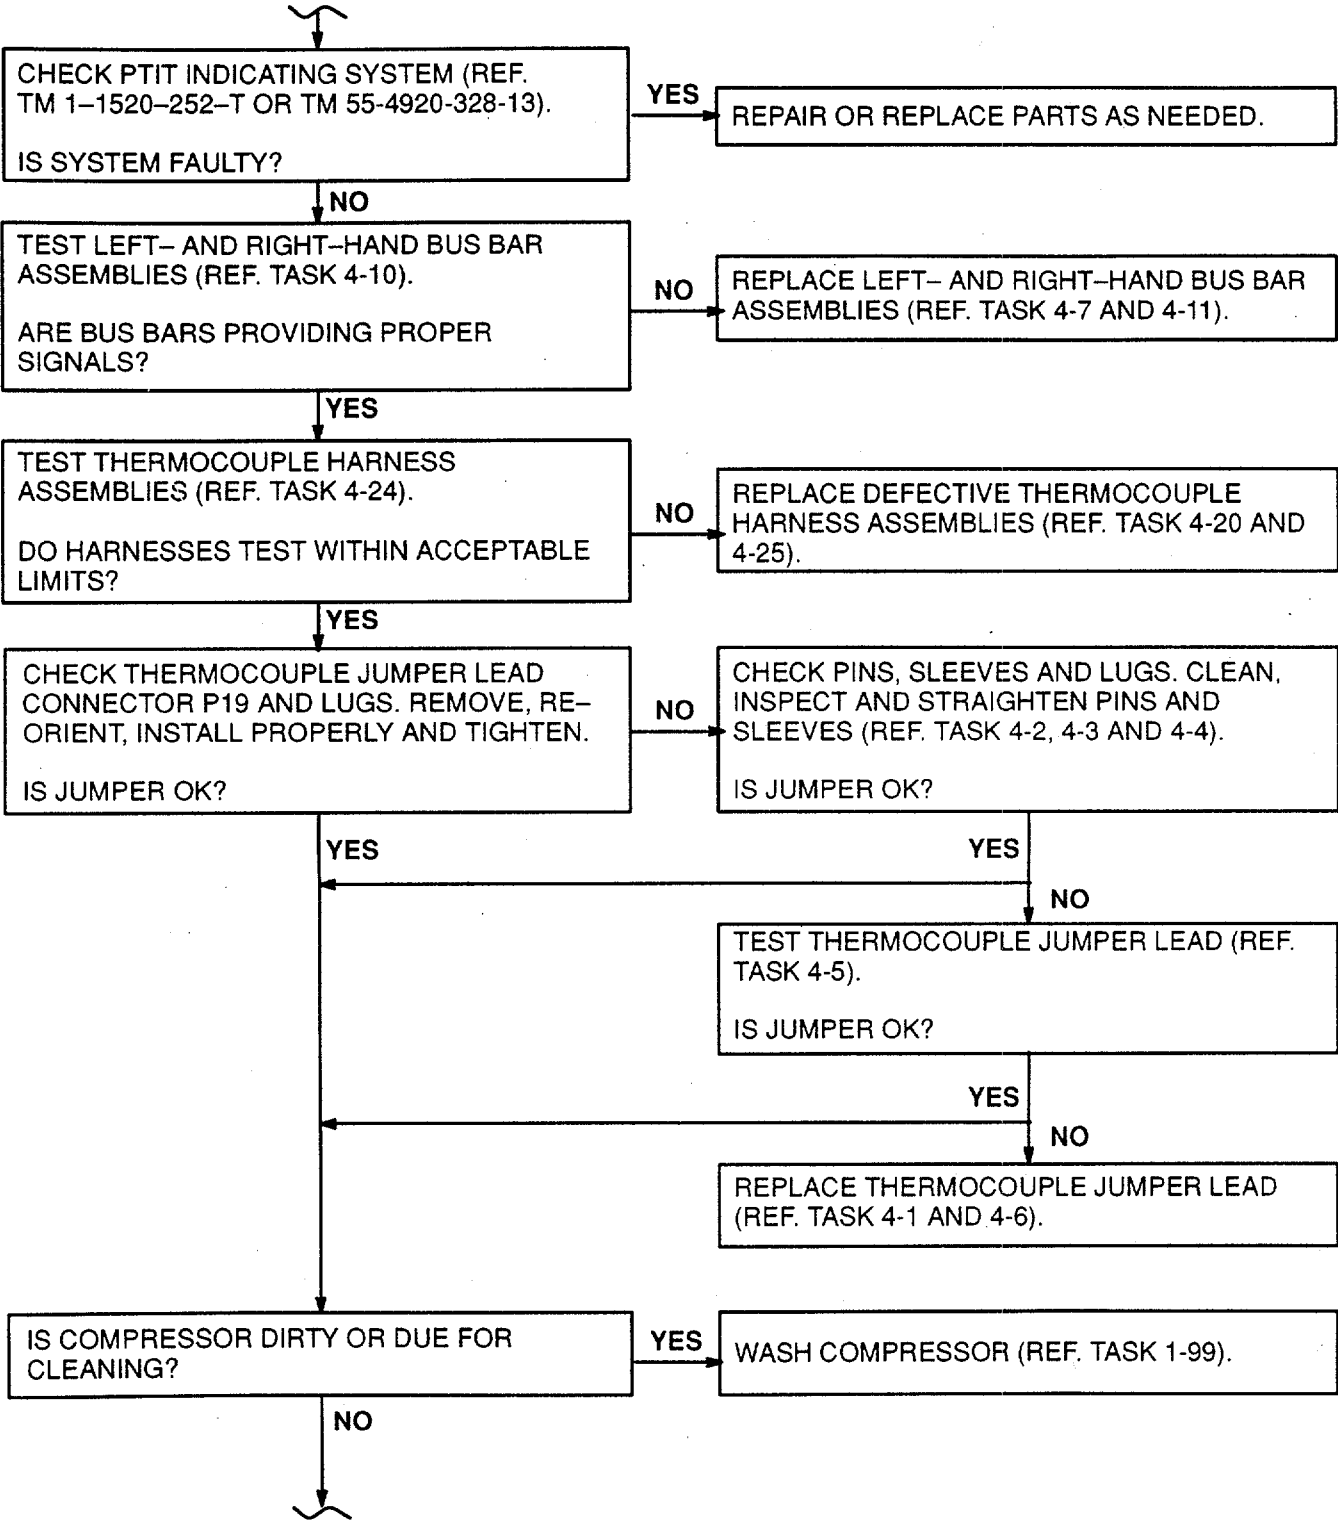 CHECK PTIT INDICATING SYSTEM (REF.
TM 1–1520–252–T OR TM 55-4920-328-13).
IS SYSTEM FAULTY?
YES
REPAIR OR REPLACE PARTS AS NEEDED.
NO
TEST LEFT– AND RIGHT–HAND BUS BAR
ASSEMBLIES (REF. TASK 4-10).
ARE BUS BARS PROVIDING PROPER
SIGNALS?
NO
REPLACE LEFT– AND RIGHT–HAND BUS BAR
ASSEMBLIES (REF. TASK 4-7 AND 4-11).
YES
TEST THERMOCOUPLE HARNESS
ASSEMBLIES (REF. TASK 4-24).
DO HARNESSES TEST WITHIN ACCEPTABLE
LIMITS?
NO
REPLACE DEFECTIVE THERMOCOUPLE
HARNESS ASSEMBLIES (REF. TASK 4-20 AND
4-25).
YES
CHECK THERMOCOUPLE JUMPER LEAD
CONNECTOR P19 AND LUGS. REMOVE, RE–
ORIENT, INSTALL PROPERLY AND TIGHTEN.
IS JUMPER OK?
NO
CHECK PINS, SLEEVES AND LUGS. CLEAN,
INSPECT AND STRAIGHTEN PINS AND
SLEEVES (REF. TASK 4-2, 4-3 AND 4-4).
IS JUMPER OK?
YES
YES
NO
TEST THERMOCOUPLE JUMPER LEAD (REF.
TASK 4-5).
IS JUMPER OK?
YES
NO
REPLACE THERMOCOUPLE JUMPER LEAD
(REF. TASK 4-1 AND 4-6).
IS COMPRESSOR DIRTY OR DUE FOR
CLEANING?
YES
WASH COMPRESSOR (REF. TASK 1-99).
NO